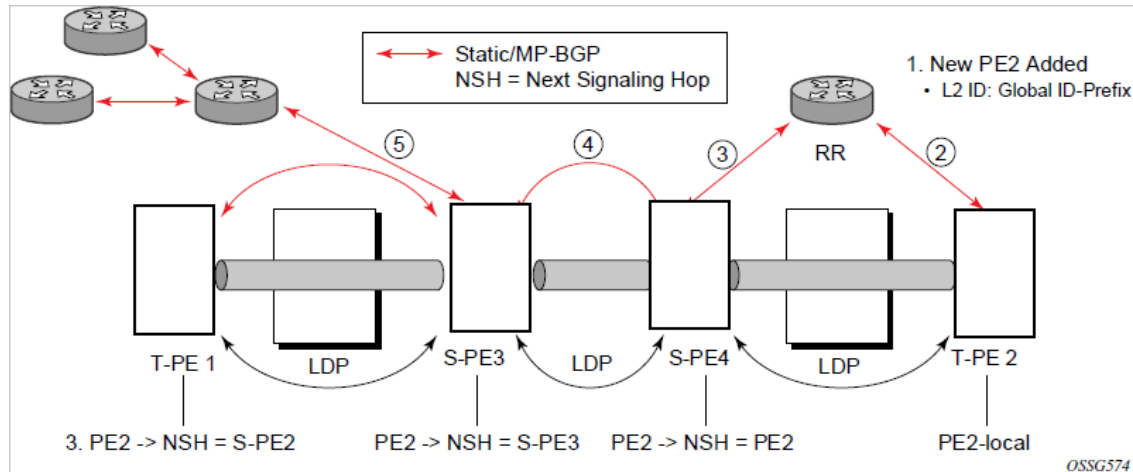 Static/MP-BGP
NSH = Next Signaling Hop
1. New PE2 Added
• L2 ID: Global ID-Prefix
RR
5
4
3
2
T-PE 1
LDP
S-PE3
LDP
S-PE4
LDP
T-PE 2
3. PE2 -> NSH = S-PE2
PE2 -> NSH = S-PE3
PE2 -> NSH = PE2
PE2-local
OSSG574